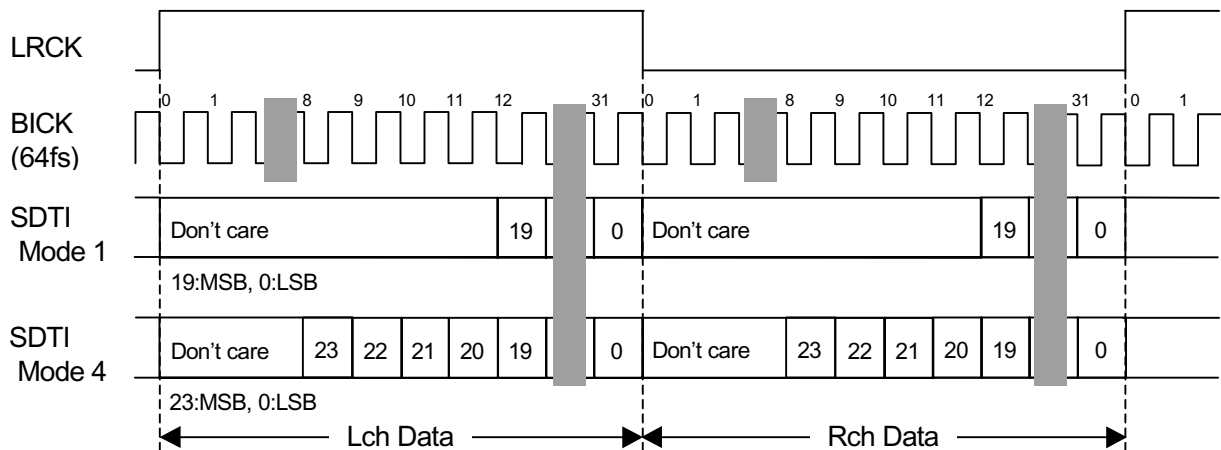 LRCK
0 1 8 9 10 11 12 31 0 1 8 9 10 11 12 31 0 1
BICK
(64fs)
SDTI
Mode 1
Don't care 19 0 Don't care 19 0
19:MSB, 0:LSB
SDTI
Mode 4
Don't care 23 22 21 20 19 0 Don't care 23 22 21 20 19 0
23:MSB, 0:LSB
Lch Data Rch Data